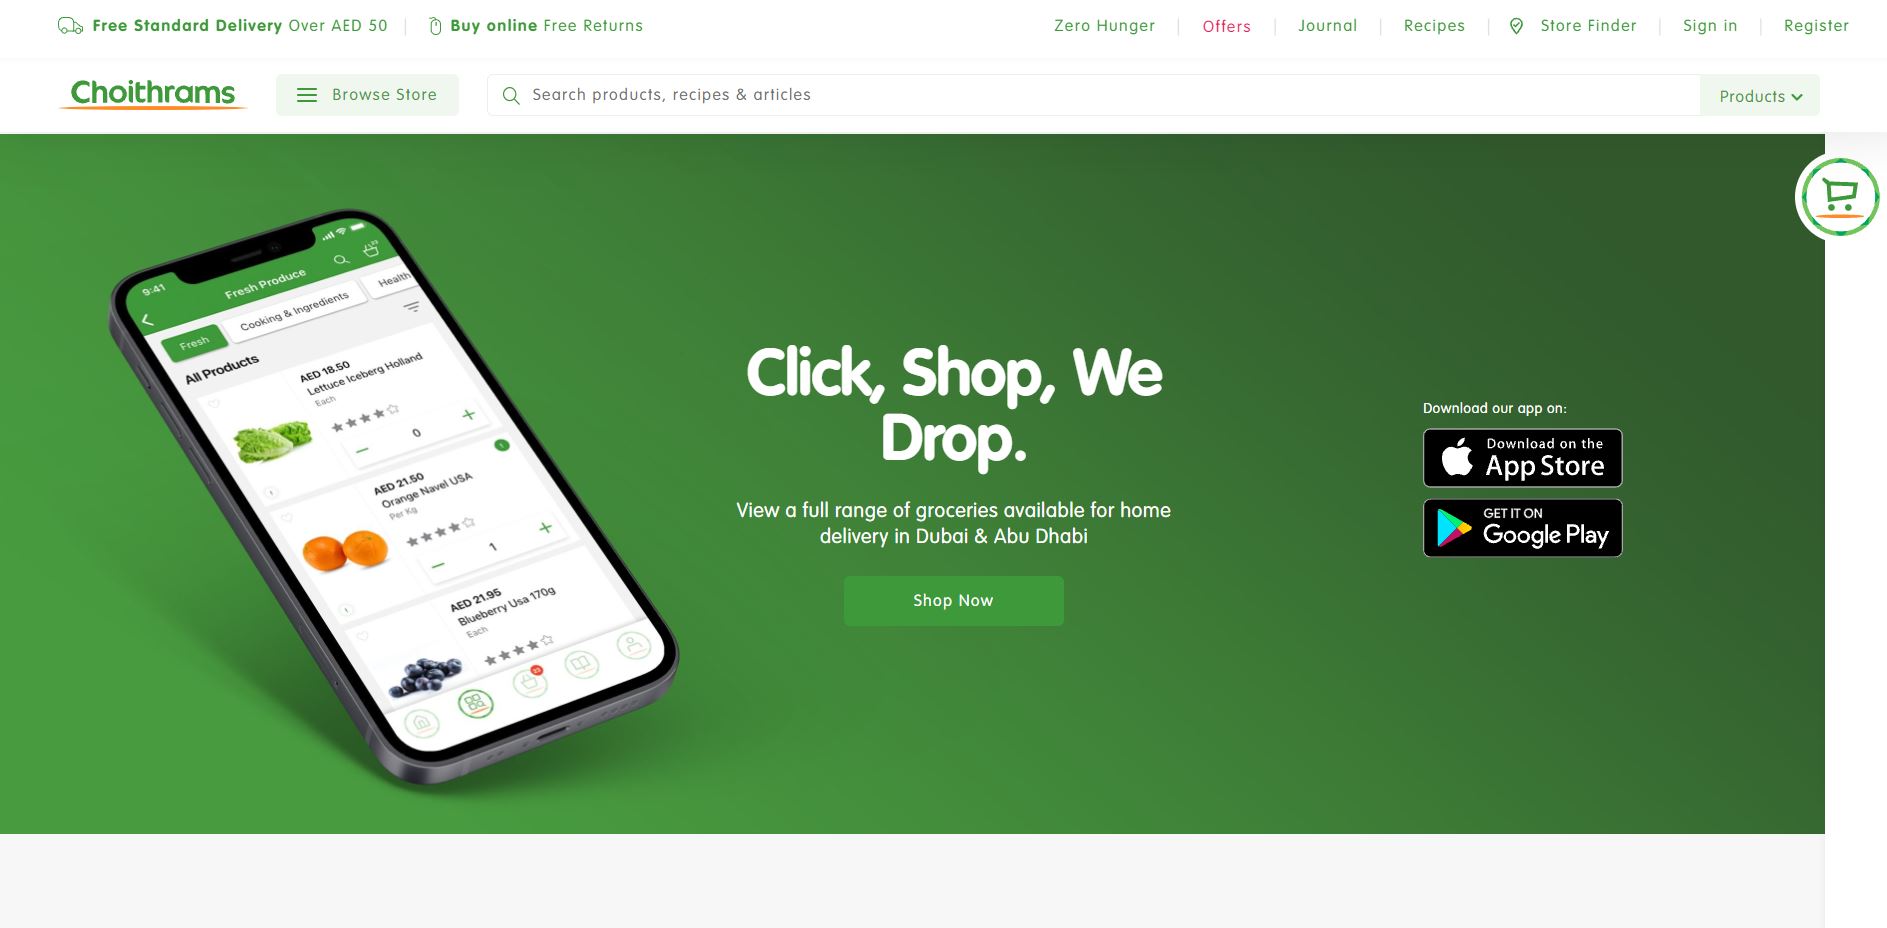 Free Standard Delivery Over AED 50
Buy online Free Returns
Zero Hunger
Offers
Journal
Recipes
Store Finder
Sign in
Register
Choithrams
Browse Store
Search products, recipes & articles
Products
9:41
Fresh Produce
Fresh
Cooking & Ingredients
Health
All Products
AED 18.50
Lettuce Iceberg Holland
Each
0
AED 21.50
Orange Navel USA
Per Kg
1
AED 21.95
Blueberry Usa 170g
Each
Click, Shop, We
Drop.
View a full range of groceries available for home
delivery in Dubai & Abu Dhabi
Shop Now
Download our app on:
Download on the
App Store
GET IT ON
Google Play